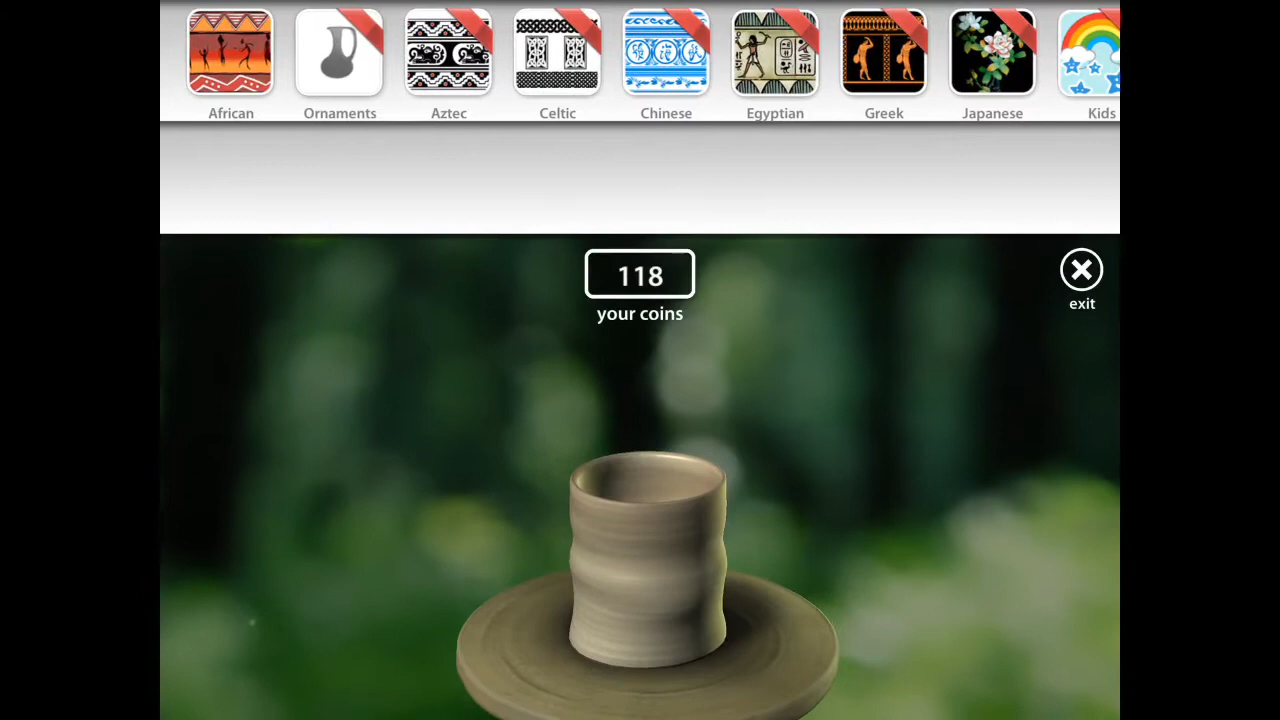 African
Ornaments
Aztec
Celtic
Chinese
Egyptian
Greek
Japanese
Kids
118
your coins
exit